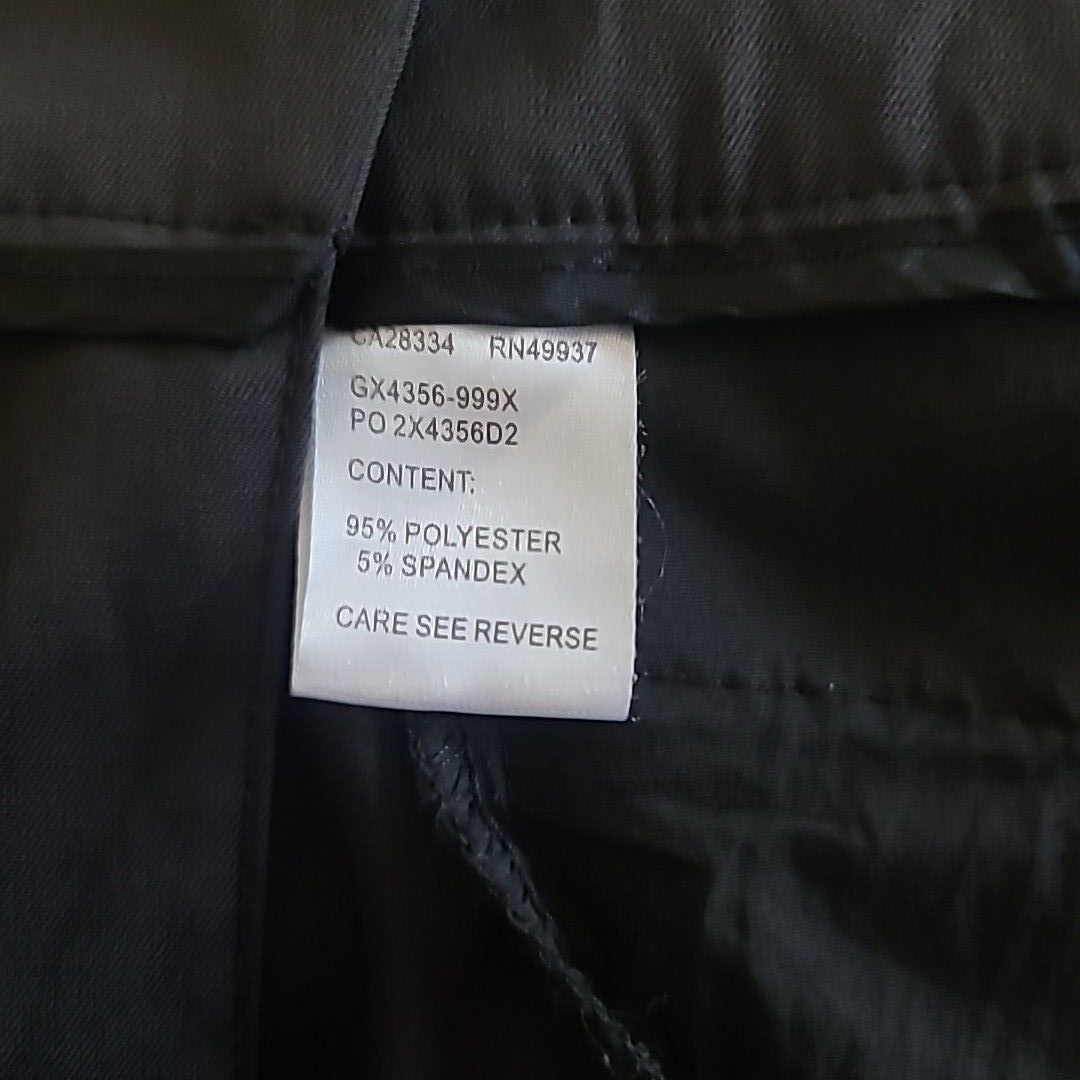 CA28334 RN49937
GX4356-999X
PO 2X4356D2
CONTENT:
95% POLYESTER
5% SPANDEX
CARE SEE REVERSE